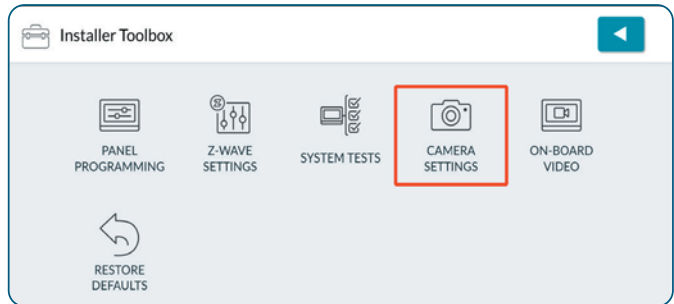 Installer Toolbox
PANEL
PROGRAMMING
Z-WAVE
SETTINGS
SYSTEM TESTS
CAMERA
SETTINGS
ON-BOARD
VIDEO
RESTORE
DEFAULTS